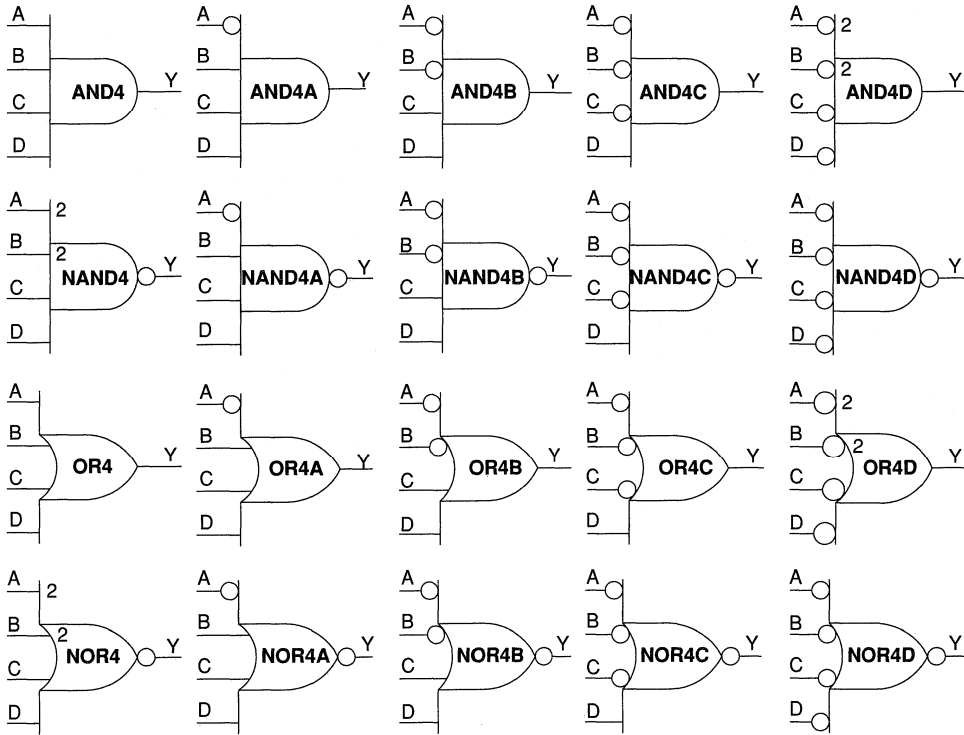 A A A A A 2
B B B B B 2
AND4 Y AND4A Y AND4B Y AND4C Y AND4D Y
C C C C C
D D D D D
A 2 A A A A
B 2 B B B B
NAND4 Y NAND4A Y NAND4B Y NAND4C Y NAND4D Y
C C C C C
D D D D D
A A A A A 2
B B B B B 2
OR4 Y OR4A Y OR4B Y OR4C Y OR4D Y
C C C C C
D D D D D
A 2 A A A A
B 2 B B B B
NOR4 Y NOR4A Y NOR4B Y NOR4C Y NOR4D Y
C C C C C
D D D D D